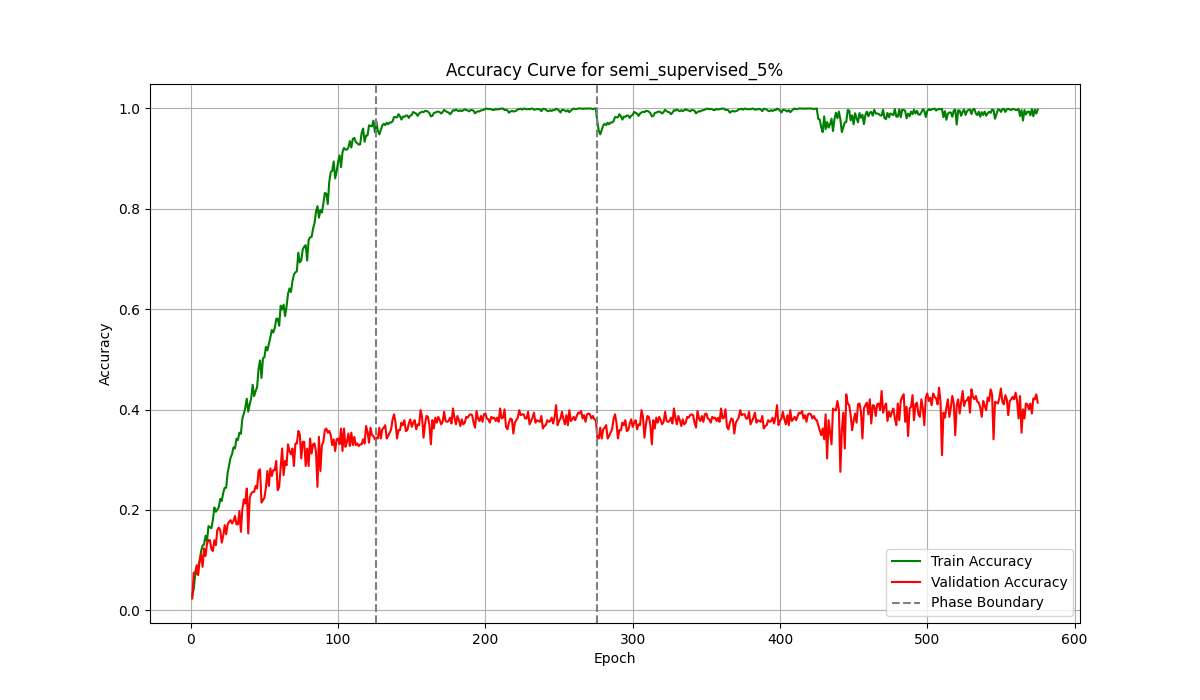 Accuracy Curve for semi_supervised_5%
Accuracy
1.0
0.8
0.6
0.4
0.2
0.0
0
100
200
300
400
500
600
Epoch
Train Accuracy
Validation Accuracy
Phase Boundary